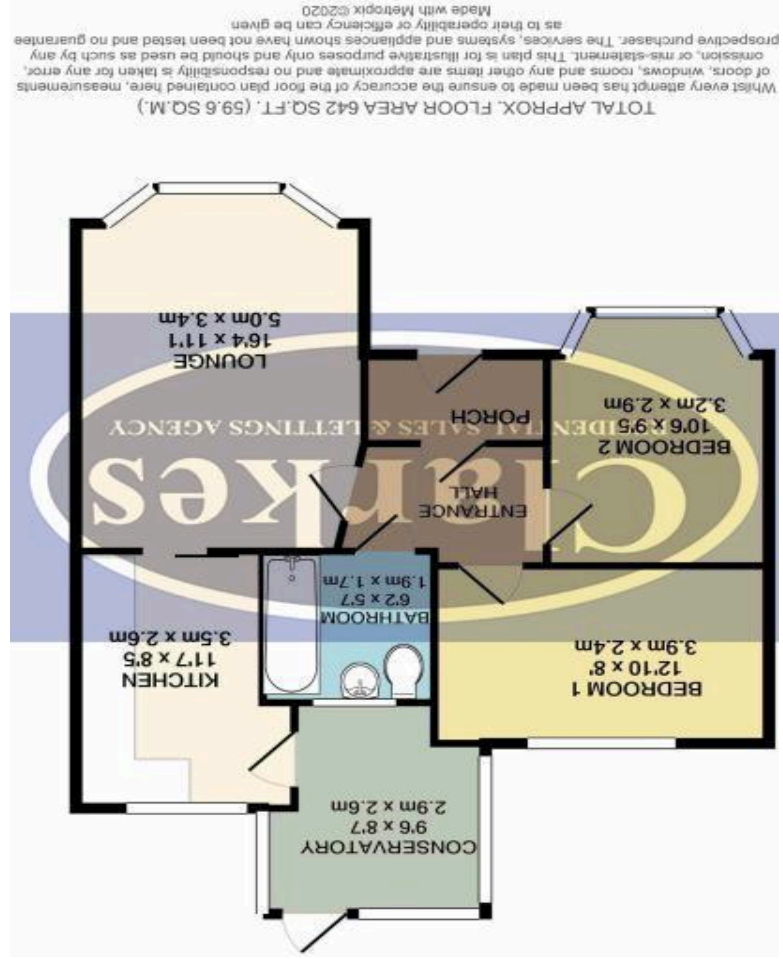 CONSERVATORY
9'6 x 8'7
2.9m x 2.6m
BEDROOM 1
12'10 x 8'
3.9m x 2.4m
KITCHEN
11'7 x 8'5
3.5m x 2.6m
BATHROOM
6'2 x 5'7
1.9m x 1.7m
Clarkes
RESIDENTIAL SALES & LETTINGS AGENCY
ENTRANCE
HALL
BEDROOM 2
10'6 x 9'5
3.2m x 2.9m
PORCH
LOUNGE
16'4 x 11'1
5.0m x 3.4m
TOTAL APPROX. FLOOR AREA 642 SQ.FT. (59.6 SQ.M.)
Whilst every attempt has been made to ensure the accuracy of the floor plan contained here, measurements
of doors, windows, rooms and any other items are approximate and no responsibility is taken for any error,
omission, or mis-statement. This plan is for illustrative purposes only and should be used as such by any
prospective purchaser. The services, systems and appliances shown have not been tested and no guarantee
as to their operability or efficiency can be given
Made with Metropix ©2020